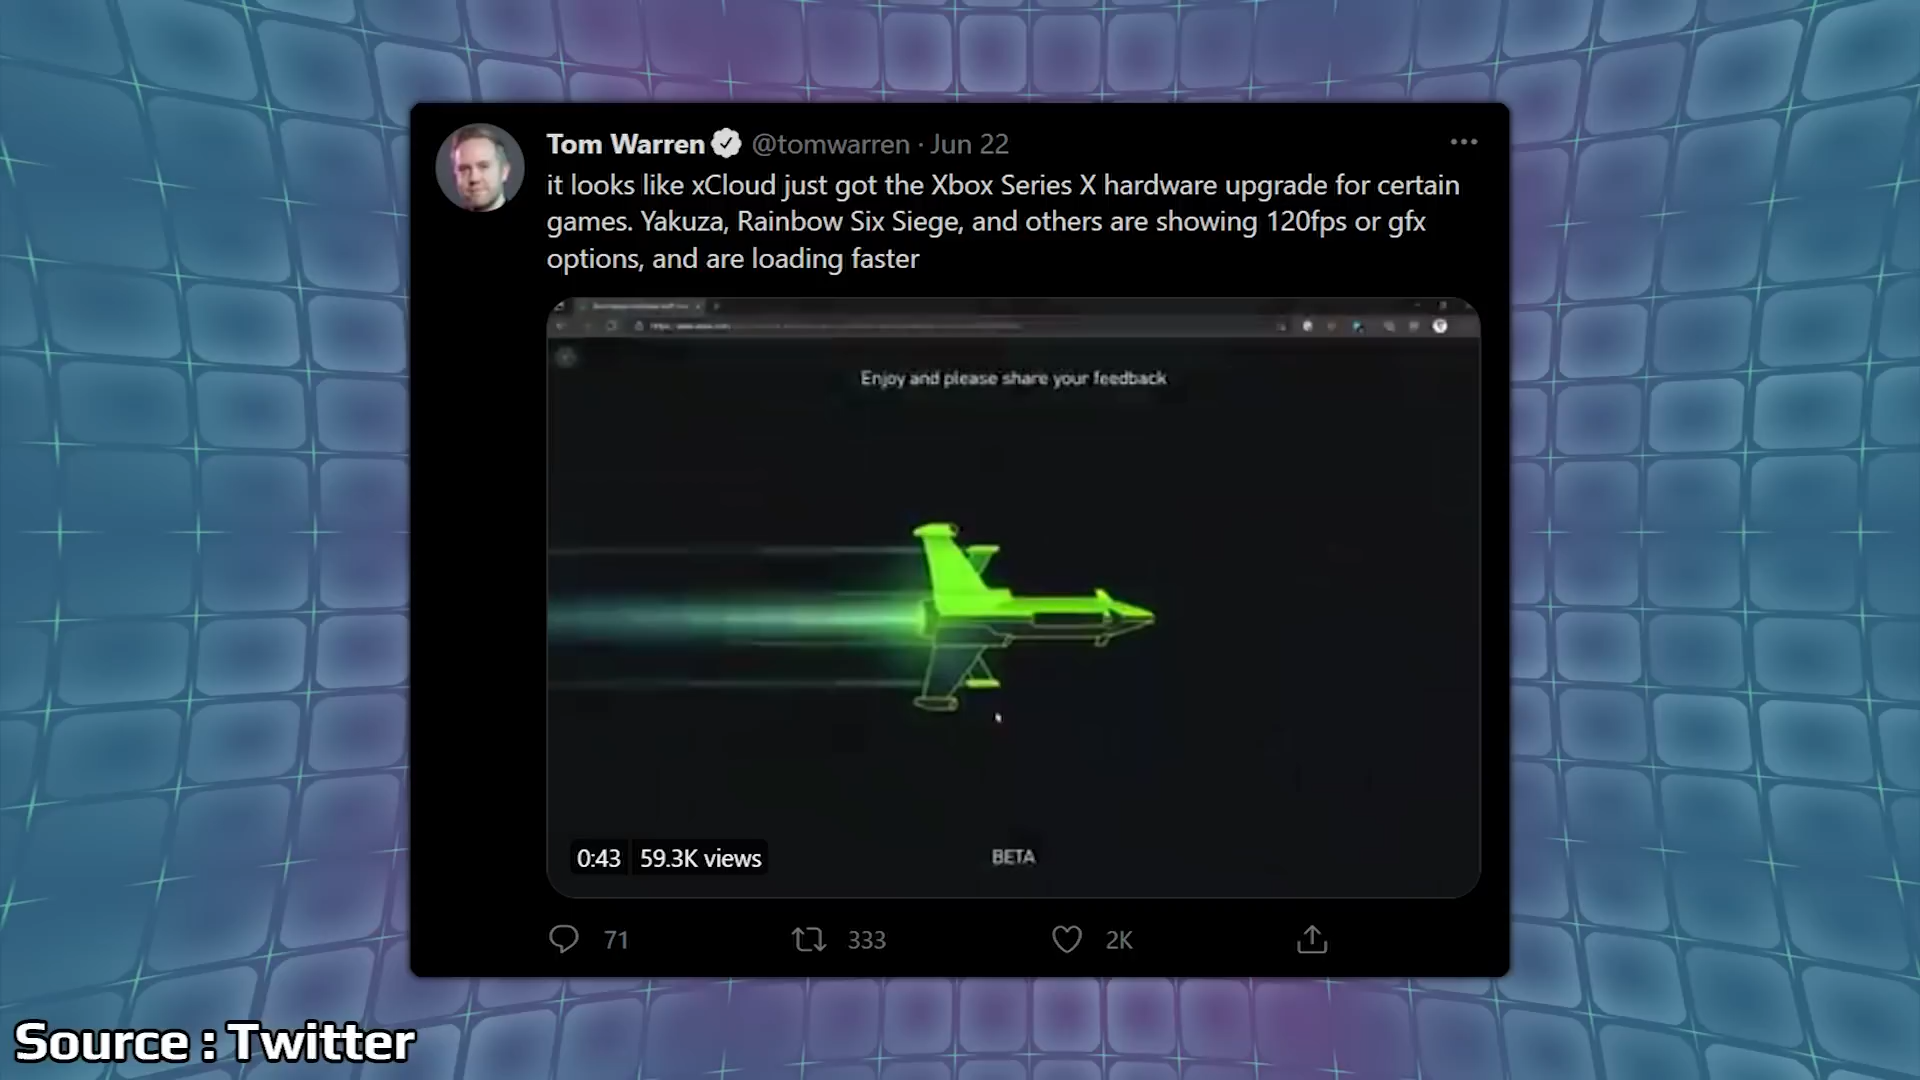 Tom Warren @tomwarren · Jun 22
it looks like xCloud just got the Xbox Series X hardware upgrade for certain
games. Yakuza, Rainbow Six Siege, and others are showing 120fps or gfx
options, and are loading faster
Enjoy and please share your feedback
0:43 59.3K views
BETA
71 333 2K
Source : Twitter